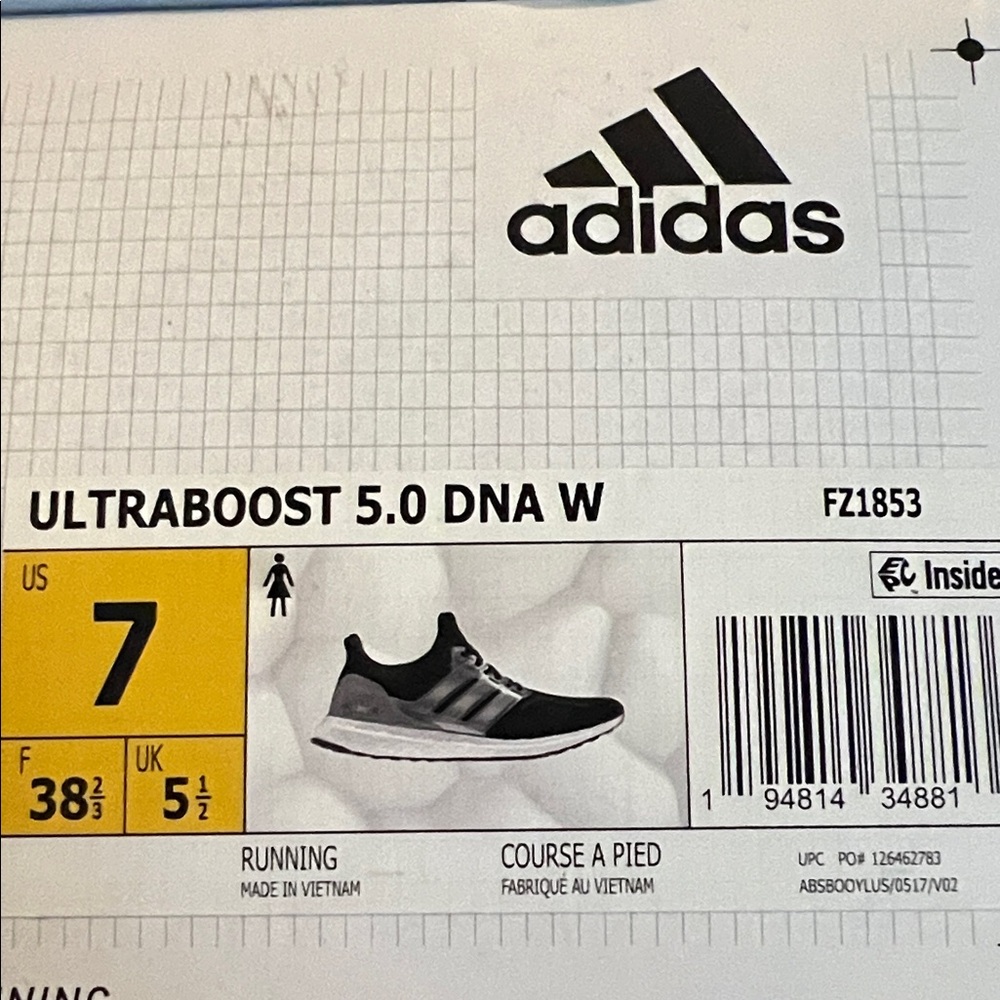 adidas
ULTRABOOST 5.0 DNA W
FZ1853
US
7
F
38⅔
UK
5½
EPC Inside
1 94814 34881
RUNNING
MADE IN VIETNAM
COURSE A PIED
FABRIQUÉ AU VIETNAM
UPC PO# 126462783
ABSBOOYLUS/0517/V02